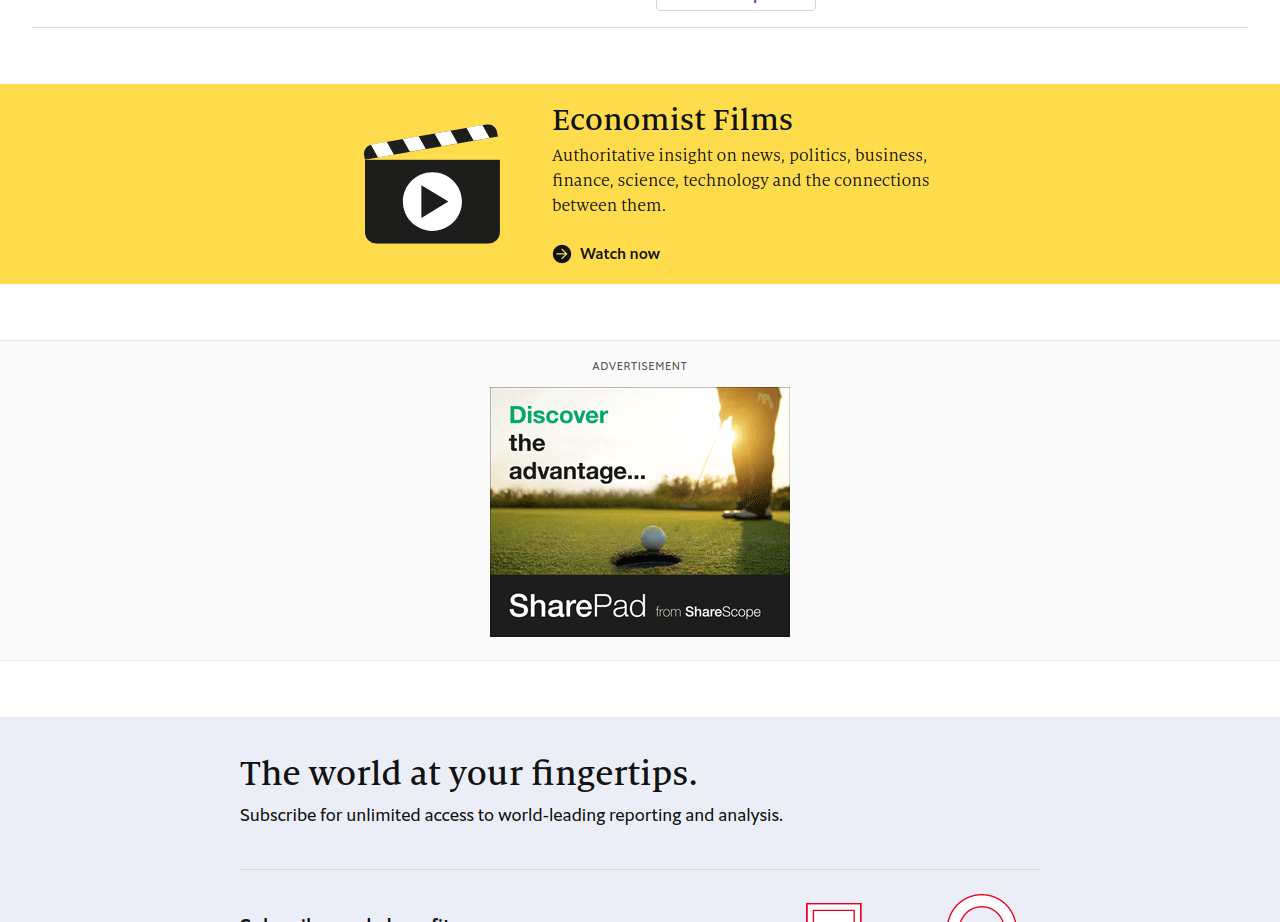 Economist Films
Authoritative insight on news, politics, business,
finance, science, technology and the connections
between them.
Watch now
ADVERTISEMENT
Discover
the
advantage...
SharePad from ShareScope
The world at your fingertips.
Subscribe for unlimited access to world-leading reporting and analysis.